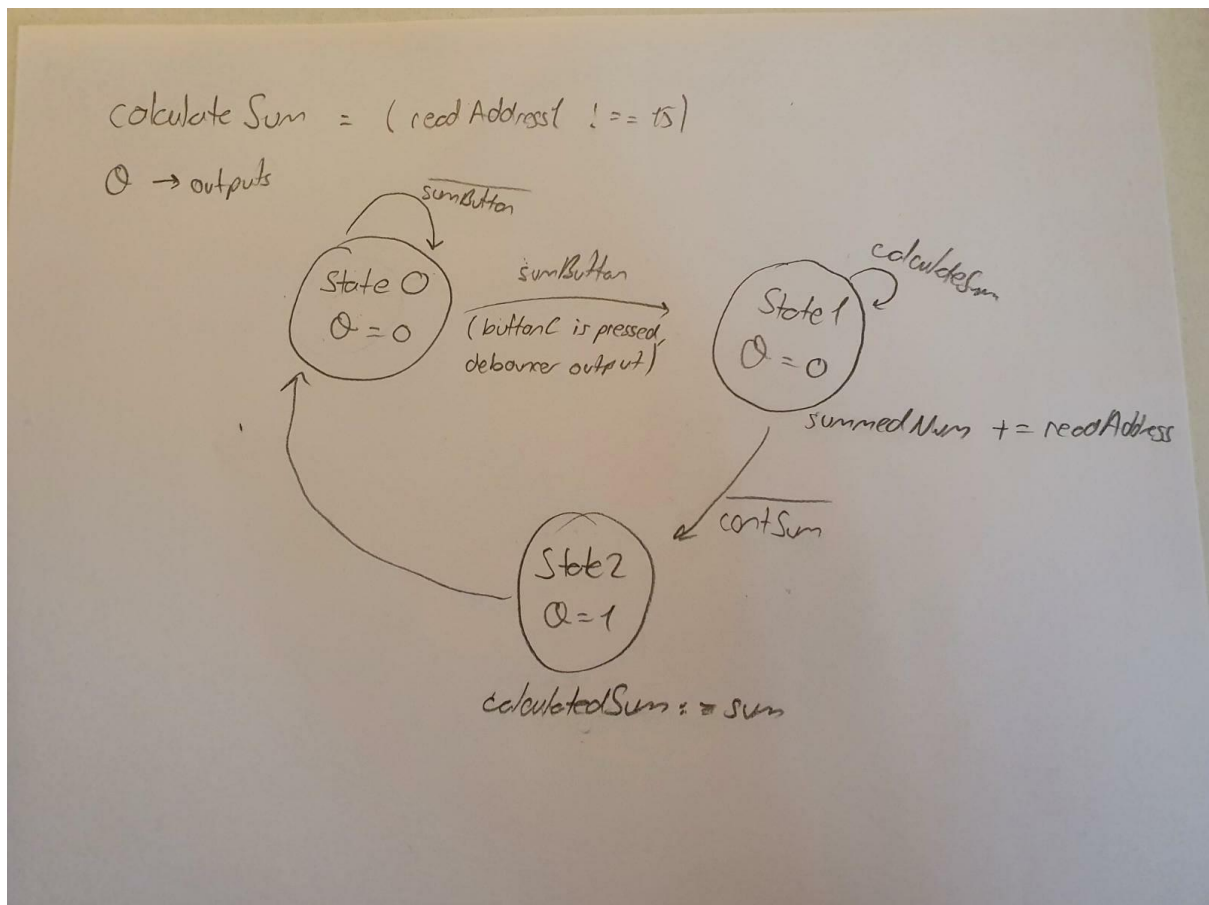 calculateSum = (readAddress1 !== 15)
Q → outputs
sumButton
State 0
Q = 0
sumButton
(buttonC is pressed,
debouncer output)
calculateSum
State 1
Q = 0
summedNum += readAddress
contSum
State 2
Q = 1
calculatedSum := sum